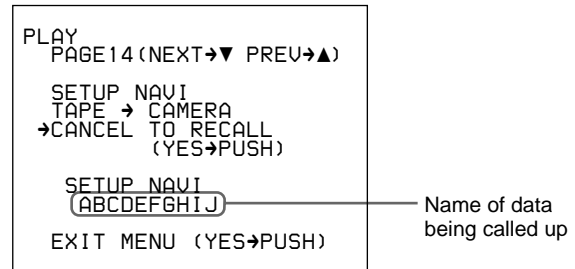 PLAY
PAGE14(NEXT➔▼ PREV➔▲)
SETUP NAVI
TAPE ➔ CAMERA
➔CANCEL TO RECALL
(YES➔PUSH)
SETUP NAVI
ABCDEFGHIJ
EXIT MENU (YES➔PUSH)
Name of data
being called up